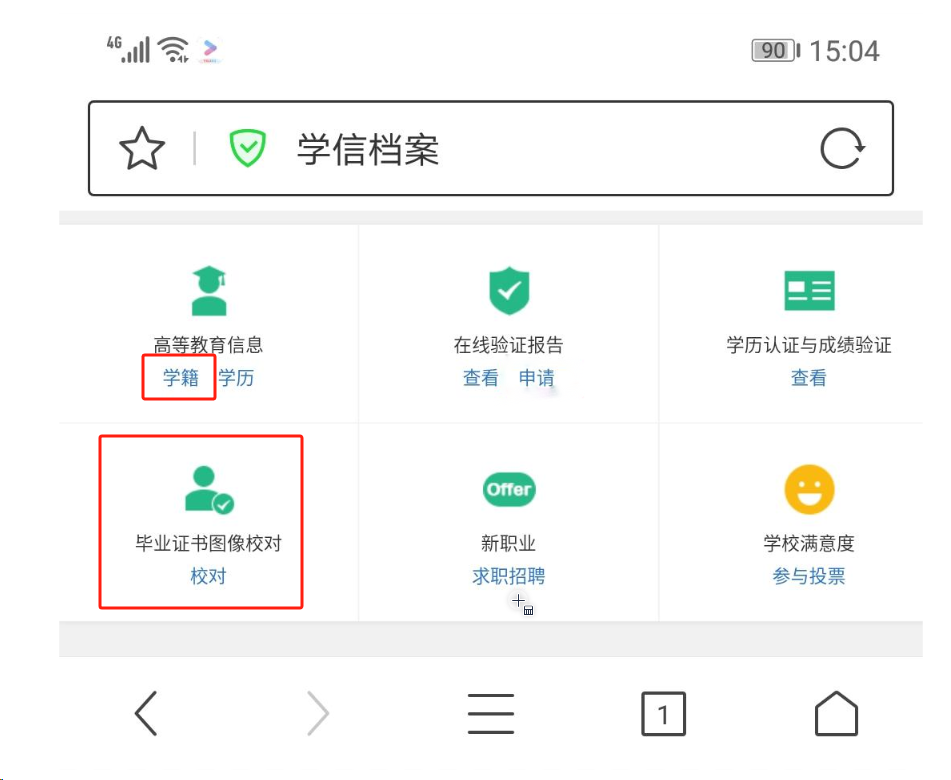 4G 90 15:04
学信档案
高等教育信息 在线验证报告 学历认证与成绩验证
学籍 学历 查看 申请 查看
Offer
毕业证书图像校对 新职业 学校满意度
校对 求职招聘 参与投票
1